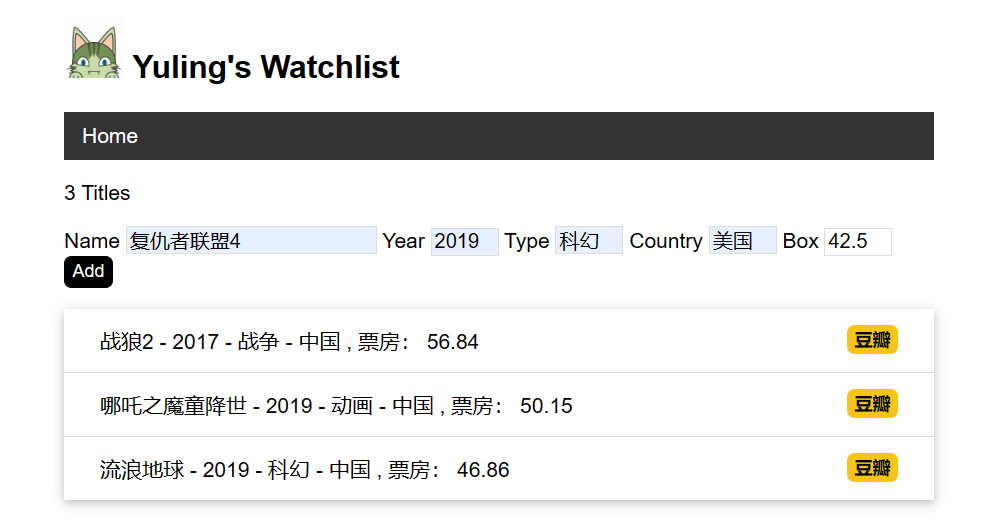 Yuling's Watchlist
Home
3 Titles
Name 复仇者联盟4 Year 2019 Type 科幻 Country 美国 Box 42.5
Add
战狼2 - 2017 - 战争 - 中国 , 票房： 56.84 豆瓣
哪吒之魔童降世 - 2019 - 动画 - 中国 , 票房： 50.15 豆瓣
流浪地球 - 2019 - 科幻 - 中国 , 票房： 46.86 豆瓣